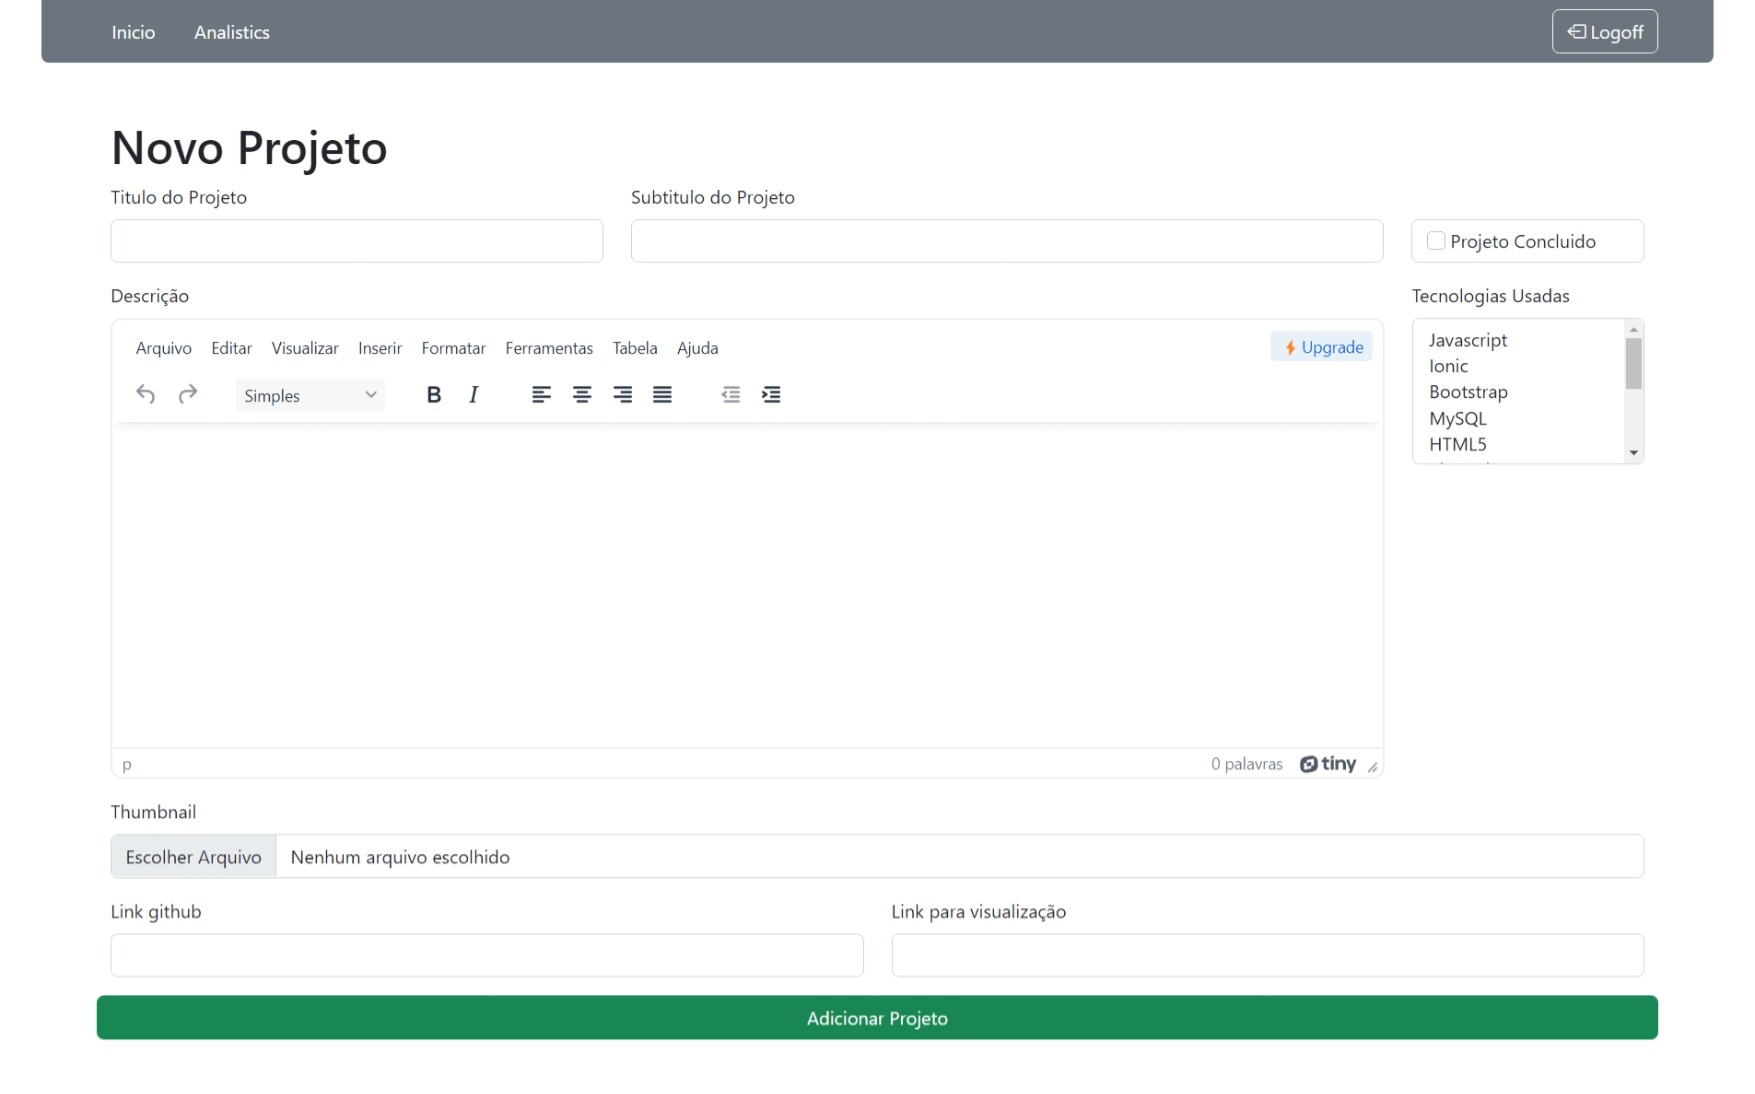 Inicio Analistics Logoff
Novo Projeto
Titulo do Projeto Subtitulo do Projeto
Projeto Concluido
Descrição Tecnologias Usadas
Arquivo Editar Visualizar Inserir Formatar Ferramentas Tabela Ajuda Upgrade
Simples B I
Javascript
Ionic
Bootstrap
MySQL
HTML5
p 0 palavras tiny
Thumbnail
Escolher Arquivo Nenhum arquivo escolhido
Link github Link para visualização
Adicionar Projeto